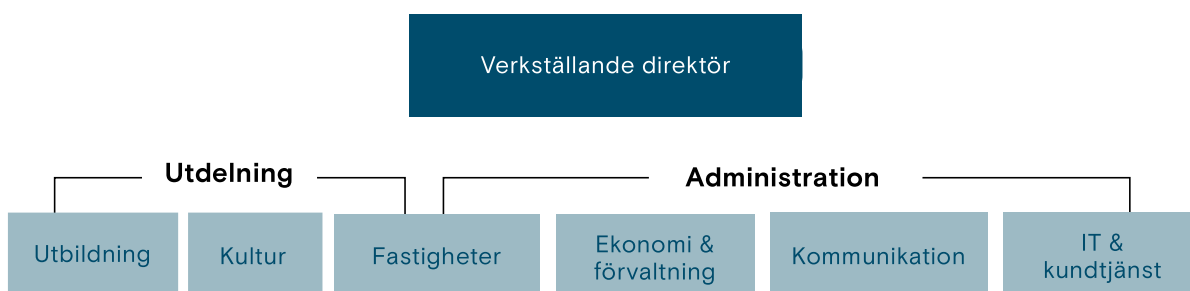 Verkställande direktör
Utdelning
Administration
Utbildning
Kultur
Fastigheter
Ekonomi &
förvaltning
Kommunikation
IT &
kundtjänst